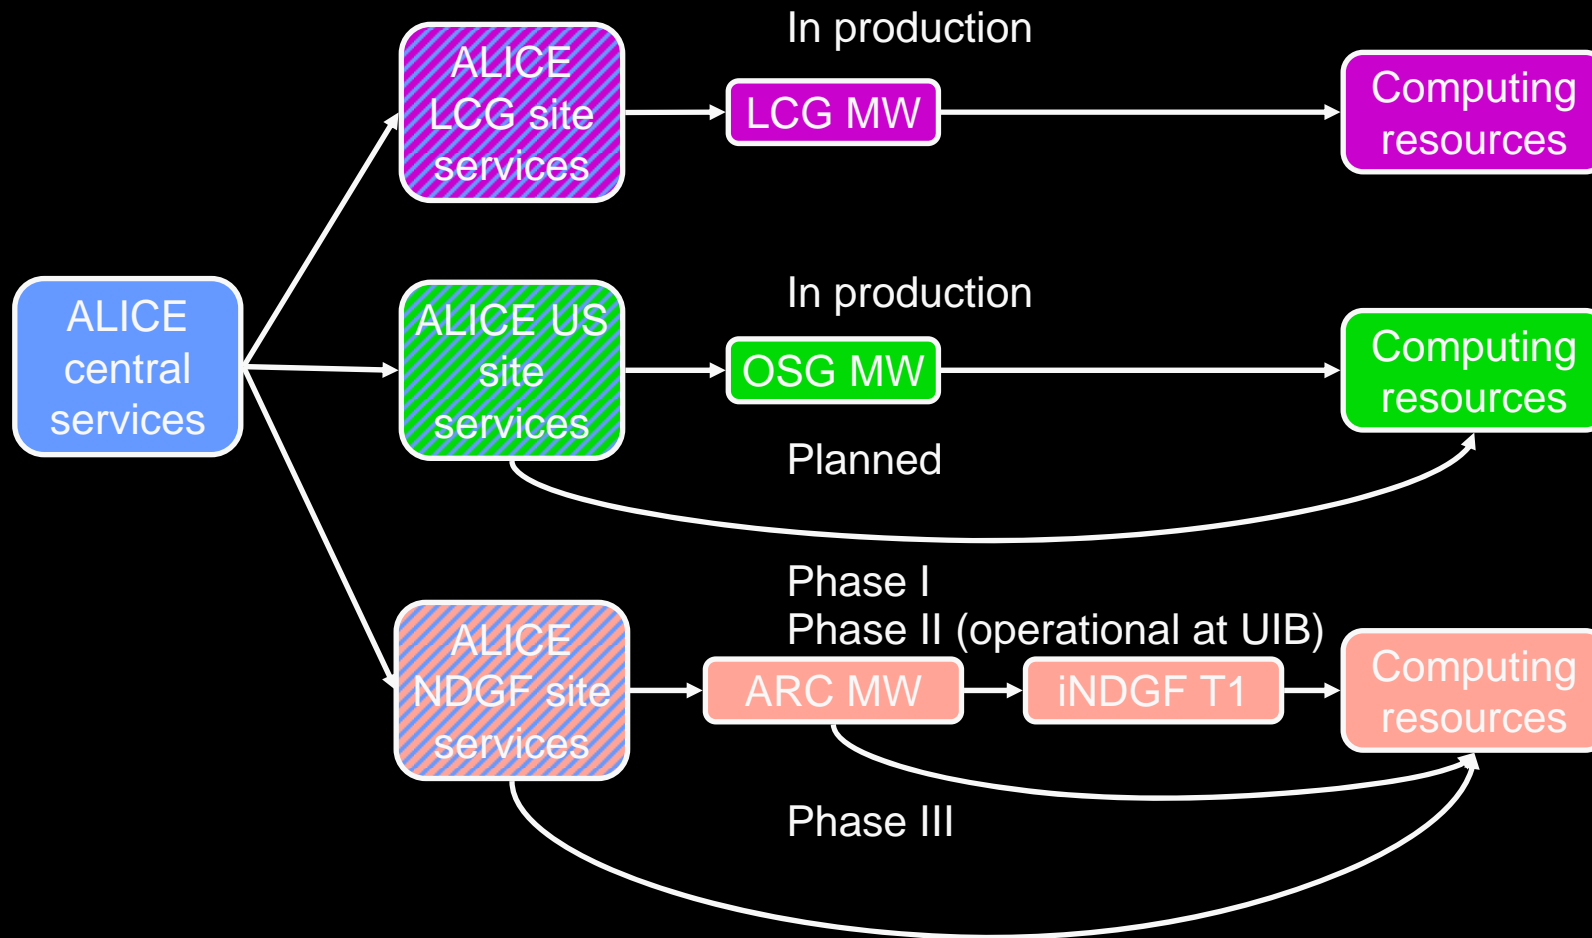 In production
ALICE
LCG site
services
LCG MW
Computing
resources
ALICE
central
services
In production
ALICE US
site
services
OSG MW
Computing
resources
Planned
Phase I
Phase II (operational at UIB)
ALICE
NDGF site
services
ARC MW
iNDGF T1
Computing
resources
Phase III